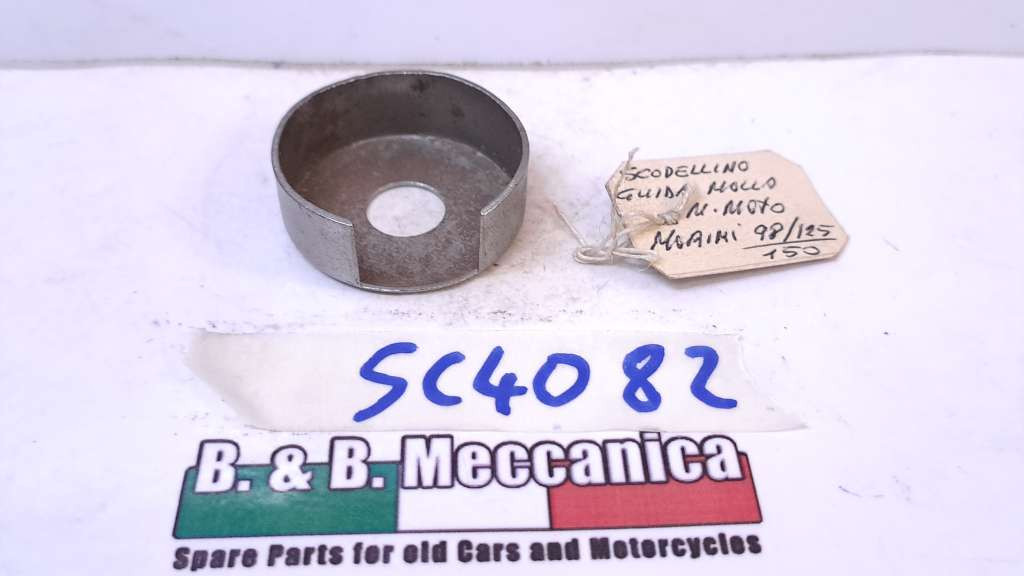 SCODELLINO
GUIDA MOLLA
M. MOTO
MORINI 98/125
150
SC4082
B. & B. Meccanica
Spare Parts for old Cars and Motorcycles